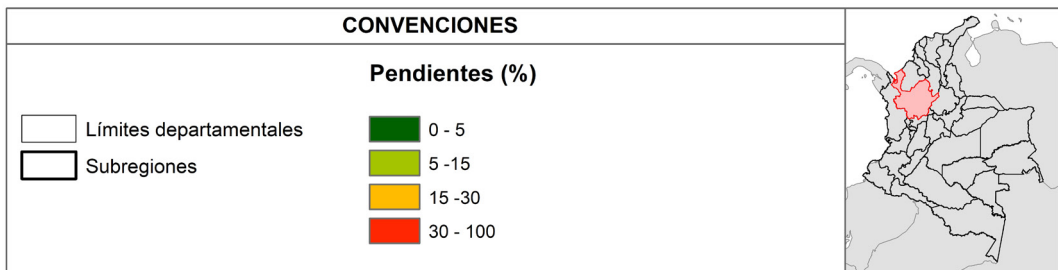 CONVENCIONES
Pendientes (%)
Límites departamentales
Subregiones
0 - 5
5 -15
15 -30
30 - 100